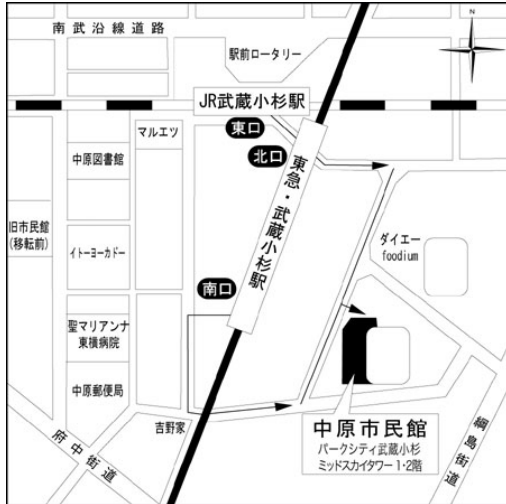 南武沿線道路
N
駅前ロータリー
JR武蔵小杉駅
東口
マルエツ
北口
中原図書館
東急・武蔵小杉駅
旧市民館
(移転前)
イトーヨーカドー
ダイエー
foodium
南口
聖マリアンナ
東横病院
中原郵便局
吉野家
府中街道
中原市民館
パークシティ武蔵小杉
ミッドスカイタワー1・2階
綱島街道